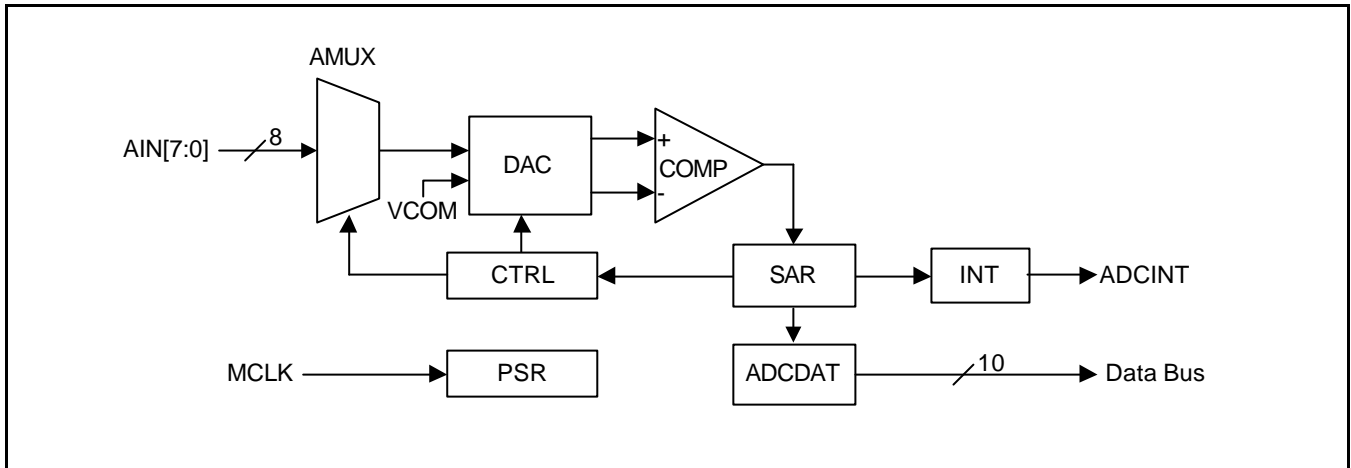 AMUX
AIN[7:0]
8
DAC
VCOM
+
COMP
-
CTRL
SAR
INT
ADCINT
MCLK
PSR
ADCDAT
10
Data Bus